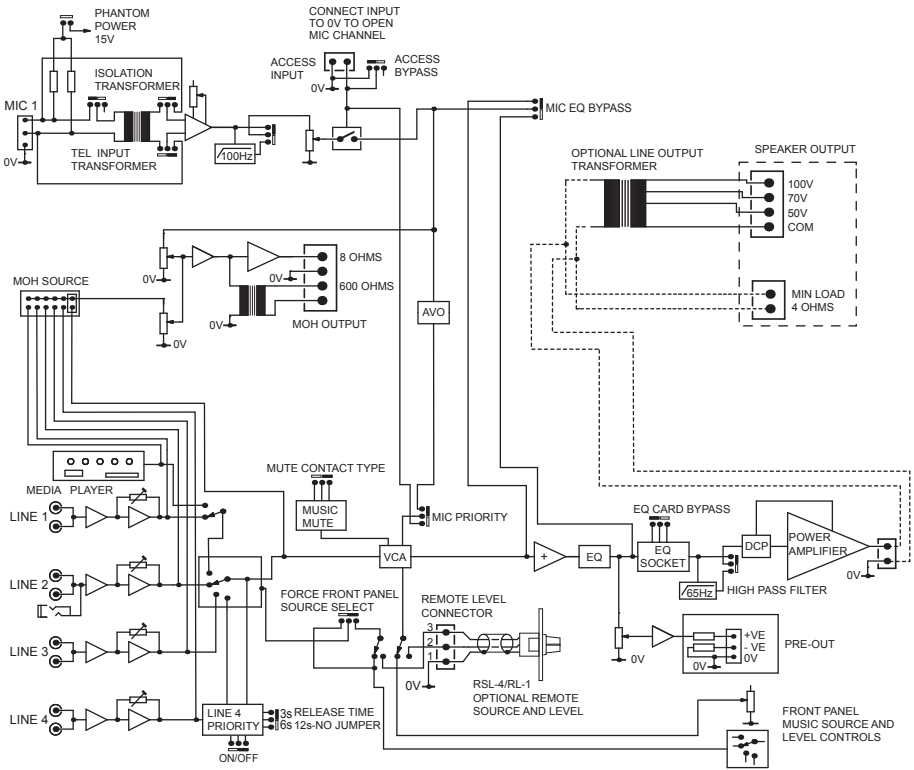 PHANTOM
POWER
15V
CONNECT INPUT
TO 0V TO OPEN
MIC CHANNEL
ACCESS
INPUT
ACCESS
BYPASS
0V
ISOLATION
TRANSFORMER
MIC 1
0V
TEL INPUT
TRANSFORMER
100Hz
0V
MIC EQ BYPASS
OPTIONAL LINE OUTPUT
TRANSFORMER
SPEAKER OUTPUT
100V
70V
50V
COM
MIN LOAD
4 OHMS
MOH SOURCE
0V
0V
8 OHMS
0V
600 OHMS
0V
MOH OUTPUT
AVO
MEDIA PLAYER
LINE 1
LINE 2
LINE 3
LINE 4
MUTE CONTACT TYPE
MUSIC
MUTE
MIC PRIORITY
VCA
+
EQ
EQ CARD BYPASS
EQ
SOCKET
65Hz
HIGH PASS FILTER
DCP
POWER
AMPLIFIER
0V
FORCE FRONT PANEL
SOURCE SELECT
REMOTE LEVEL
CONNECTOR
3
2
1
0V
RSL-4/RL-1
OPTIONAL REMOTE
SOURCE AND LEVEL
0V
+VE
- VE
0V
0V
PRE-OUT
LINE 4
PRIORITY
3s RELEASE TIME
6s 12s-NO JUMPER
ON/OFF
FRONT PANEL
MUSIC SOURCE AND
LEVEL CONTROLS